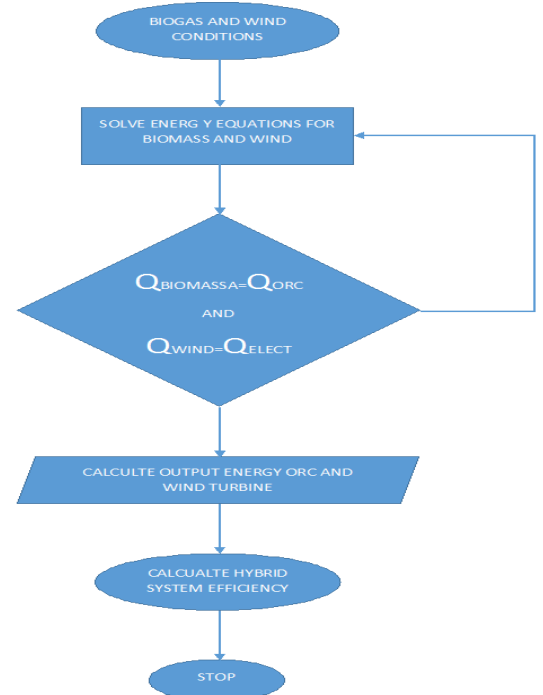 BIOGAS AND WIND
CONDITIONS
SOLVE ENERG Y EQUATIONS FOR
BIOMASS AND WIND
QBIOMASSA=QORC
AND
QWIND=QELECT
CALCULTE OUTPUT ENERGY ORC AND
WIND TURBINE
CALCUALTE HYBRID
SYSTEM EFFICIENCY
STOP